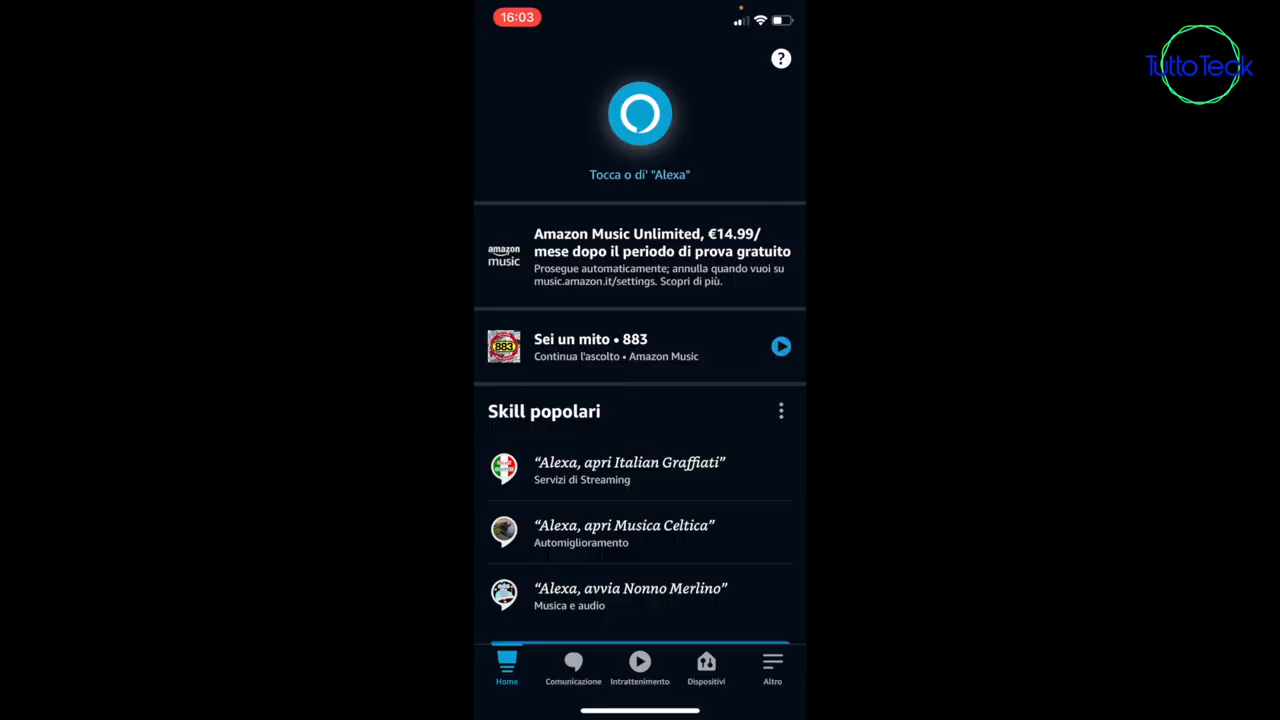 16:03
TuttoTeck
?
Tocca o di' "Alexa"
Amazon Music Unlimited, €14.99/
mese dopo il periodo di prova gratuito
amazon
music
Prosegue automaticamente; annulla quando vuoi su
music.amazon.it/settings. Scopri di più.
883
Sei un mito • 883
Continua l'ascolto • Amazon Music
Skill popolari
“Alexa, apri Italian Graffiati”
Servizi di Streaming
“Alexa, apri Musica Celtica”
Automiglioramento
“Alexa, avvia Nonno Merlino”
Musica e audio
Home
Comunicazione
Intrattenimento
Dispositivi
Altro